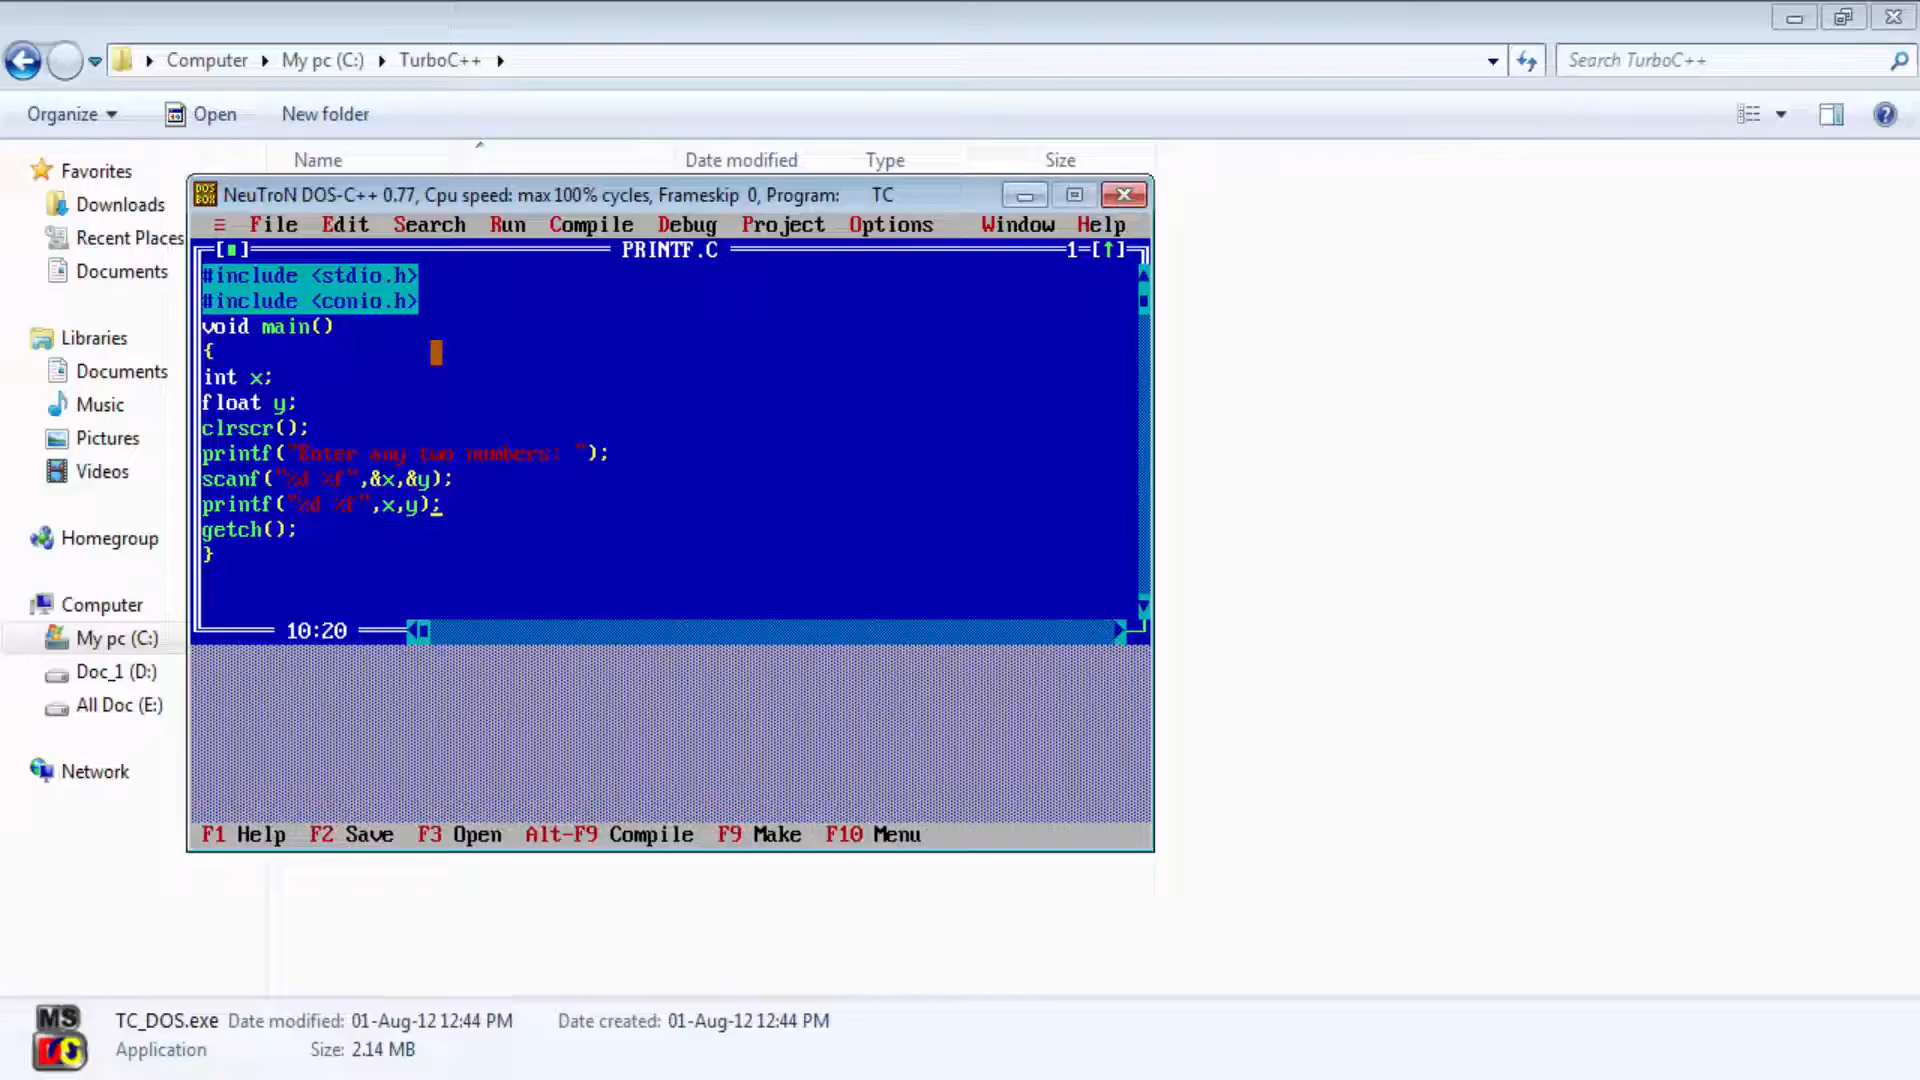 Computer My pc (C:) TurboC++
Search TurboC++
Organize Open New folder
Name Date modified Type Size
Favorites
Downloads
Recent Places
Documents
Libraries
Documents
Music
Pictures
Videos
Homegroup
Computer
My pc (C:)
Doc_1 (D:)
All Doc (E:)
Network
DOS BOX NeuTroN DOS-C++ 0.77, Cpu speed: max 100% cycles, Frameskip 0, Program: TC
≡ File Edit Search Run Compile Debug Project Options Window Help
[■] PRINTF.C 1=[↑]
#include <stdio.h>
#include <conio.h>
void main()
{
int x;
float y;
clrscr();
printf("Enter any two numbers: ");
scanf("%d %f",&x,&y);
printf("%d %f",x,y);
getch();
}
10:20
F1 Help F2 Save F3 Open Alt-F9 Compile F9 Make F10 Menu
MS
TC_DOS.exe Date modified: 01-Aug-12 12:44 PM Date created: 01-Aug-12 12:44 PM
Application Size: 2.14 MB